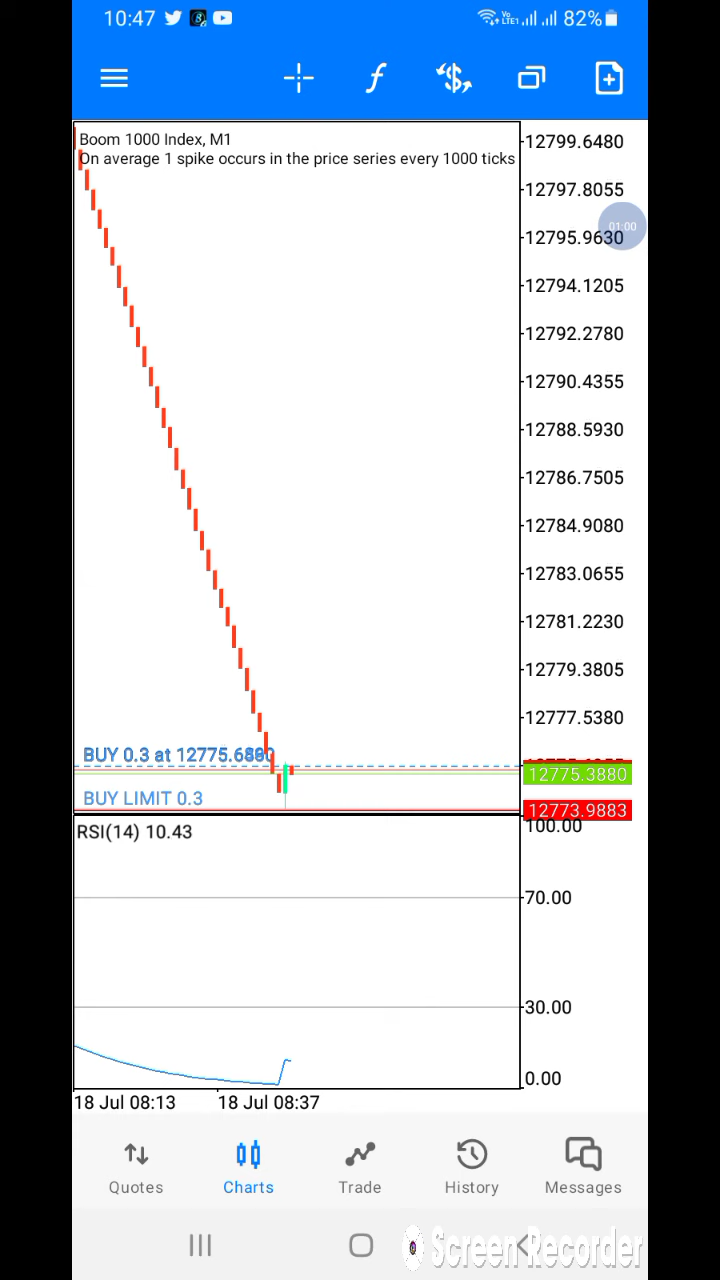 10:47
Vo
LTE1
82%
Boom 1000 Index, M1
On average 1 spike occurs in the price series every 1000 ticks
12799.6480
12797.8055
01:00
12795.9630
12794.1205
12792.2780
12790.4355
12788.5930
12786.7505
12784.9080
12783.0655
12781.2230
12779.3805
12777.5380
BUY 0.3 at
12775.3880
BUY LIMIT 0.3
12773.9883
100.00
RSI(14) 10.43
70.00
30.00
0.00
18 Jul 08:13
18 Jul 08:37
Quotes
Charts
Trade
History
Messages
Screen Recorder